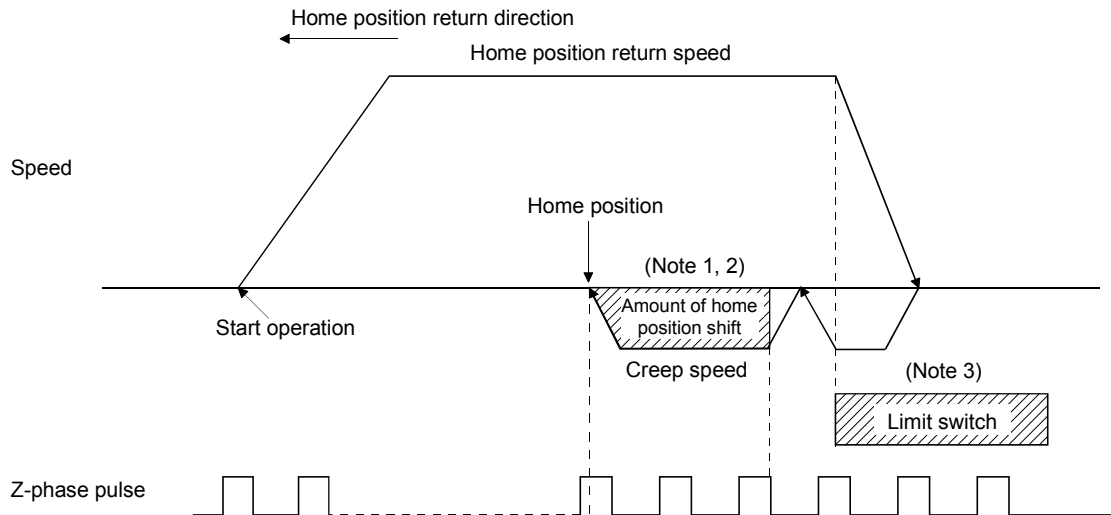 Home position return direction
Home position return speed
Speed
Home position
(Note 1, 2)
Amount of home
position shift
Start operation
Creep speed
(Note 3)
Limit switch
Z-phase pulse